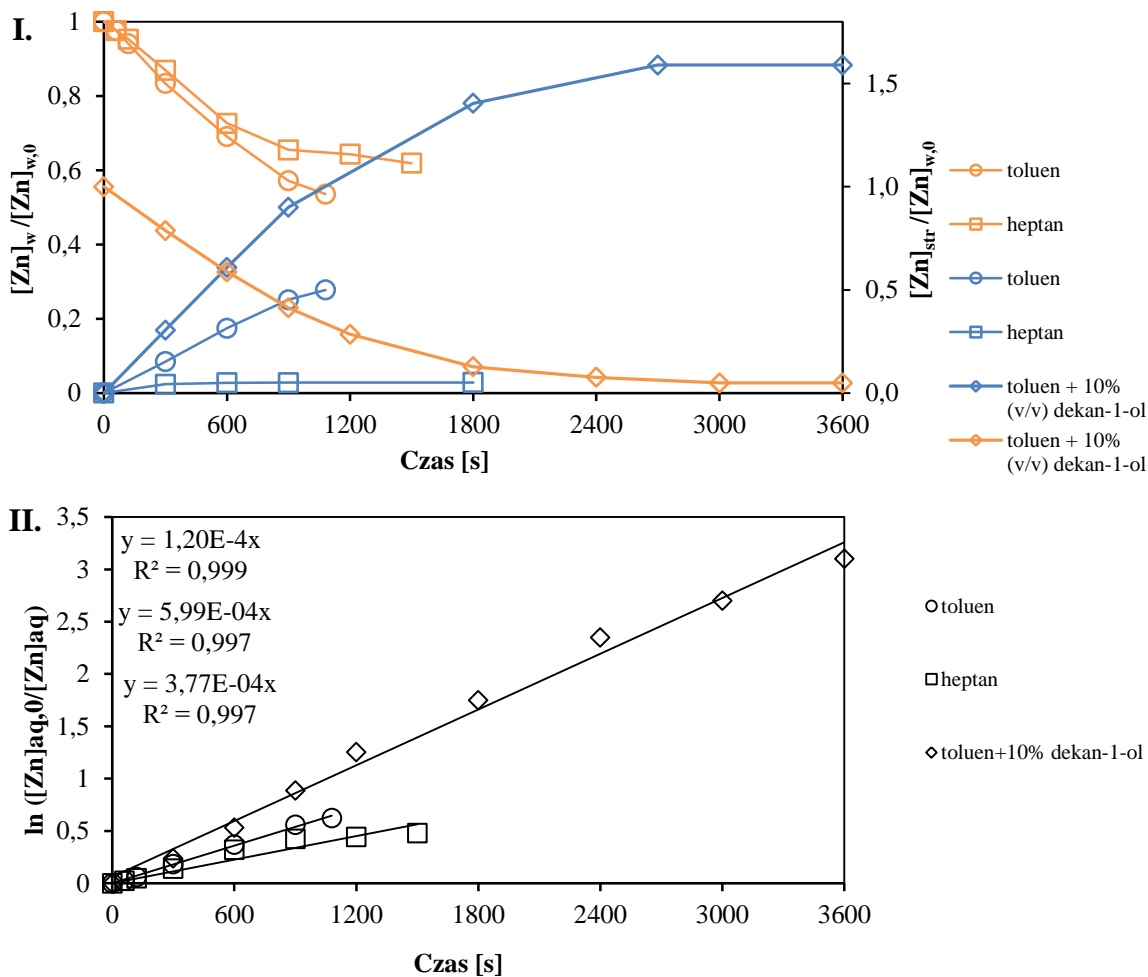 I.
[Zn]w /[Zn]w,0
1
0.8
0.6
0.4
0.2
0
1.5
1.0
0.5
0.0
[Zn]str /[Zn]w,0
0
600
1200
1800
2400
3000
3600
Czas [s]
toluen
heptan
toluen
heptan
toluen + 10%
(v/v) dekan-1-ol
toluen + 10%
(v/v) dekan-1-ol
II.
ln ([Zn]aq,0/[Zn]aq)
3,5
3
2,5
2
1,5
1
0,5
0
y = 1,20E-4x
R² = 0,999
y = 5,99E-04x
R² = 0,997
y = 3,77E-04x
R² = 0,997
0
600
1200
1800
2400
3000
3600
Czas [s]
toluen
heptan
toluen+10% dekan-1-ol